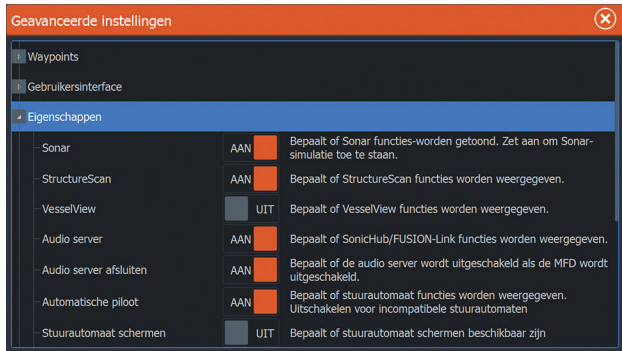 Geavanceerde instellingen
Waypoints
Gebruikersinterface
Eigenschappen
Sonar AAN Bepaalt of Sonar functies-worden getoond. Zet aan om Sonar-
simulatie toe te staan.
StructureScan AAN Bepaalt of StructureScan functies worden weergegeven.
VesselView UIT Bepaalt of VesselView functies worden weergegeven.
Audio server AAN Bepaalt of SonicHub/FUSION-Link functies worden weergegeven.
Audio server afsluiten AAN Bepaalt of de audio server wordt uitgeschakeld als de MFD wordt
uitgeschakeld.
Automatische piloot AAN Bepaalt of stuurautomaat functies worden weergegeven.
Uitschakelen voor incompatibele stuurautomaten
Stuurautomaat schermen UIT Bepaalt of stuurautomaat schermen beschikbaar zijn